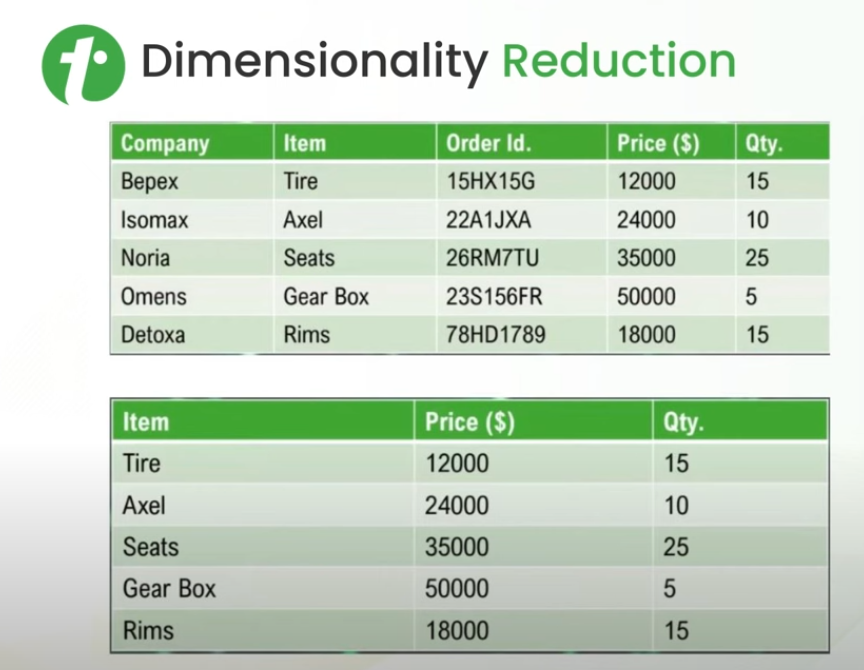 Dimensionality Reduction
Company Item Order Id. Price ($) Qty.
Bepex Tire 15HX15G 12000 15
Isomax Axel 22A1JXA 24000 10
Noria Seats 26RM7TU 35000 25
Omens Gear Box 23S156FR 50000 5
Detoxa Rims 78HD1789 18000 15
Item Price ($) Qty.
Tire 12000 15
Axel 24000 10
Seats 35000 25
Gear Box 50000 5
Rims 18000 15